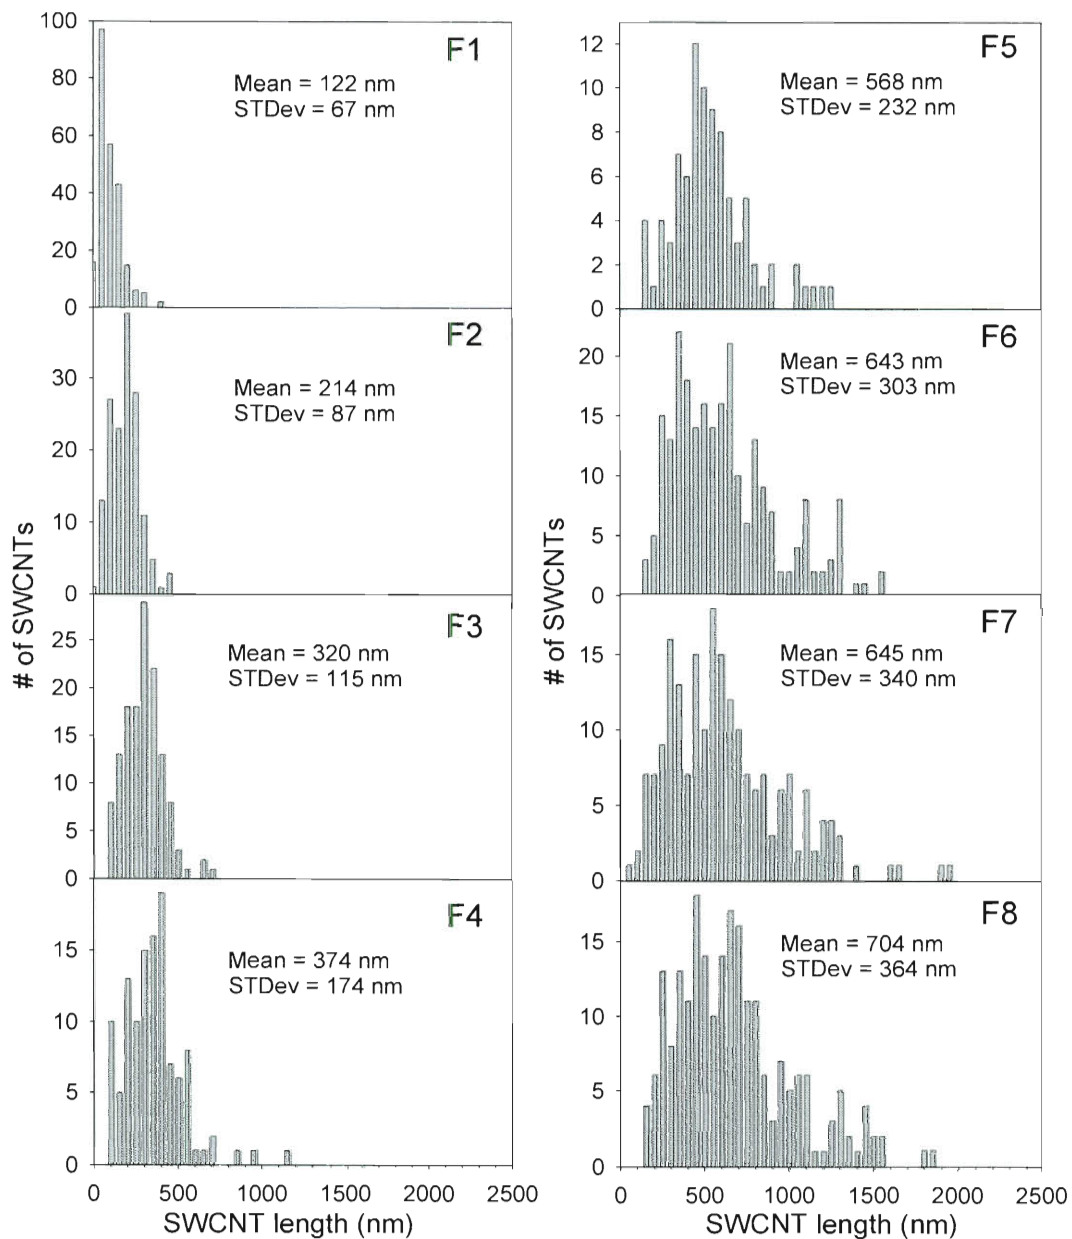 100
80
60
40
20
0
F1
Mean = 122 nm
STDev = 67 nm
30
20
10
0
F2
Mean = 214 nm
STDev = 87 nm
# of SWCNTs
25
20
15
10
5
0
F3
Mean = 320 nm
STDev = 115 nm
15
10
5
0
F4
Mean = 374 nm
STDev = 174 nm
0 500 1000 1500 2000 2500
SWCNT length (nm)
12
10
8
6
4
2
0
F5
Mean = 568 nm
STDev = 232 nm
20
15
10
5
0
F6
Mean = 643 nm
STDev = 303 nm
# of SWCNTs
15
10
5
0
F7
Mean = 645 nm
STDev = 340 nm
15
10
5
0
F8
Mean = 704 nm
STDev = 364 nm
0 500 1000 1500 2000 2500
SWCNT length (nm)